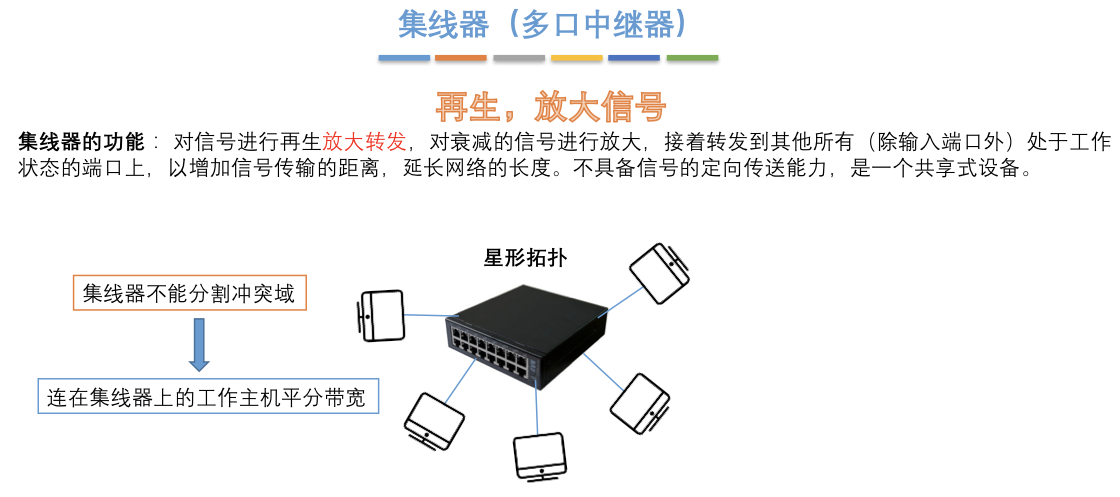 集线器（多口中继器）
再生，放大信号
集线器的功能：对信号进行再生放大转发，对衰减的信号进行放大，接着转发到其他所有（除输入端口外）处于工作
状态的端口上，以增加信号传输的距离，延长网络的长度。不具备信号的定向传送能力，是一个共享式设备。
星形拓扑
集线器不能分割冲突域
连在集线器上的工作主机平分带宽